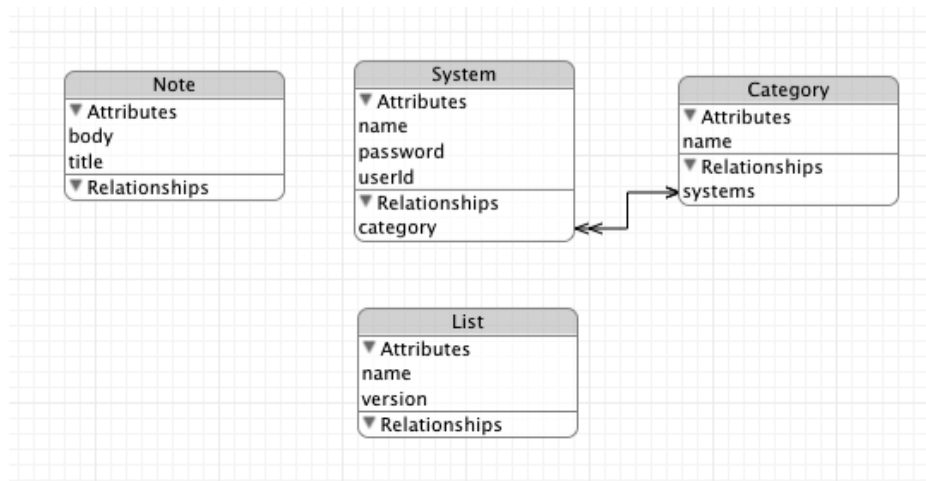 Note
Attributes
body
title
Relationships
System
Attributes
name
password
userId
Relationships
category
Category
Attributes
name
Relationships
systems
List
Attributes
name
version
Relationships